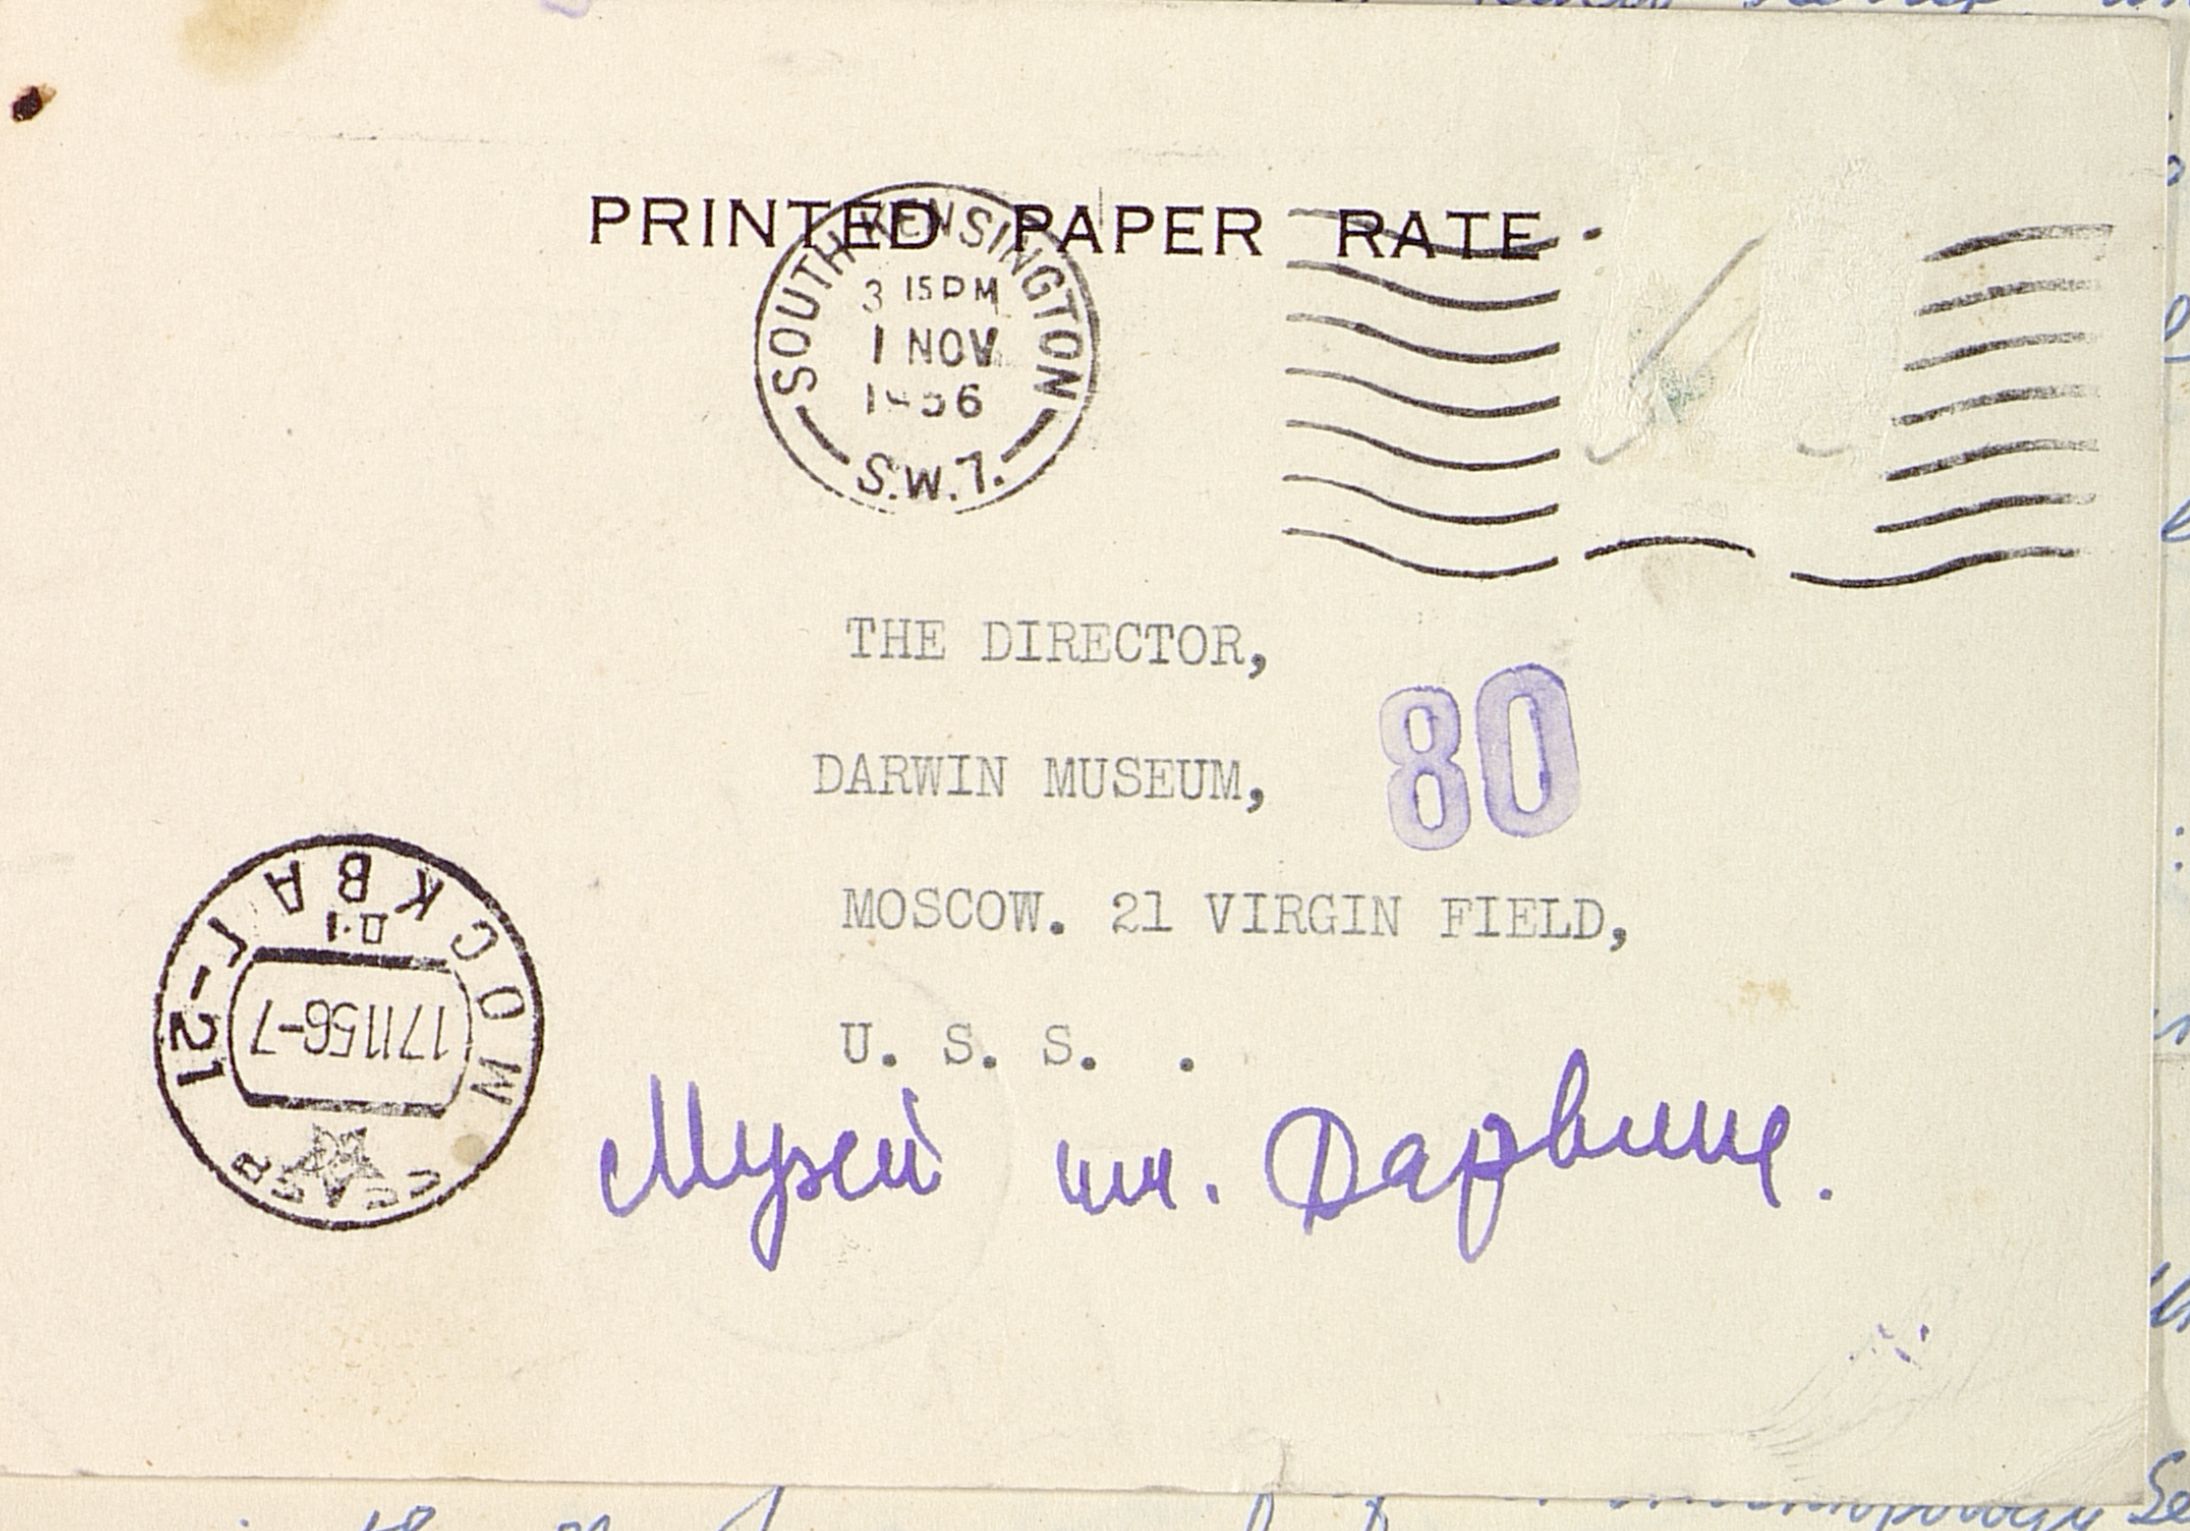 PRINTED PAPER RATE.
SOUTH KENSINGTON
3 15 PM
1 NOV
1956
S.W.7.
THE DIRECTOR,
DARWIN MUSEUM,
80
MOSCOW. 21 VIRGIN FIELD,
U. S. S. .
МОСКВА Г-21
17 11 56-7
СССР
Музей им. Дарвина.